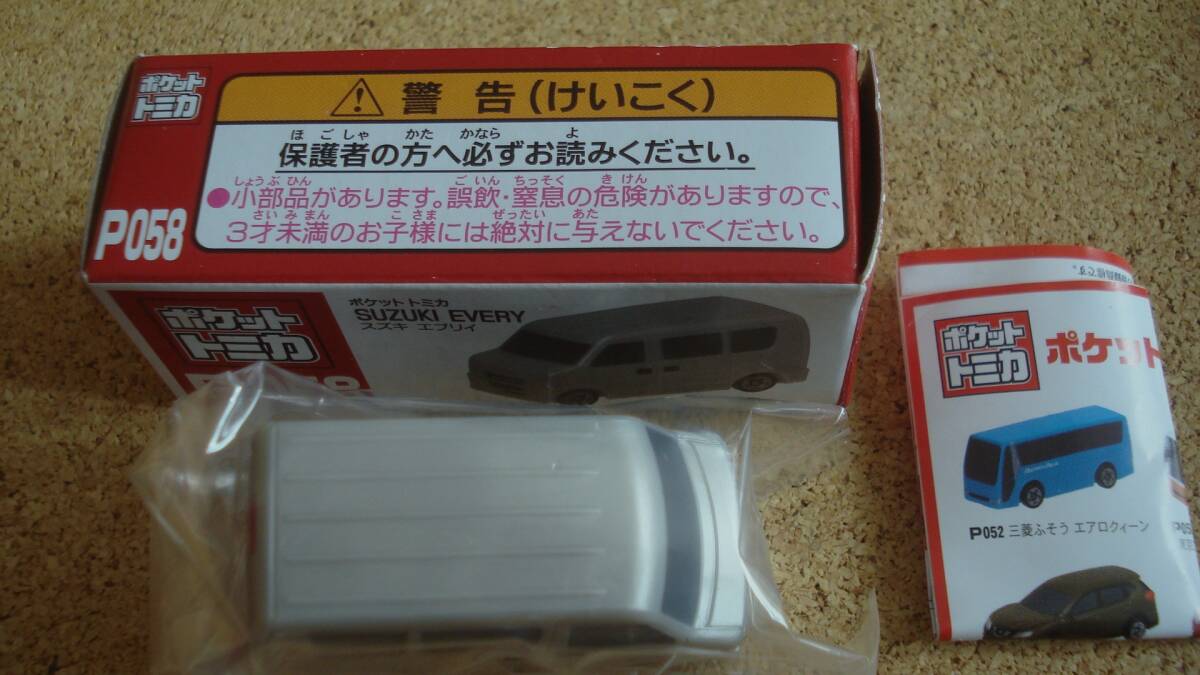 ポケット
トミカ
警告(けいこく)
ほごしゃ かた かなら よ
保護者の方へ必ずお読みください。
しょうぶひん ごいん ちっそく きけん
●小部品があります。誤飲・窒息の危険がありますので、
さいみまん こさま ぜったい あた
3才未満のお子様には絶対に与えないでください。
P058
ポケット
トミカ
ポケットトミカ
SUZUKI EVERY
スズキ エブリイ
ポケット
トミカ
ポケット
P052 三菱ふそう エアロクィーン